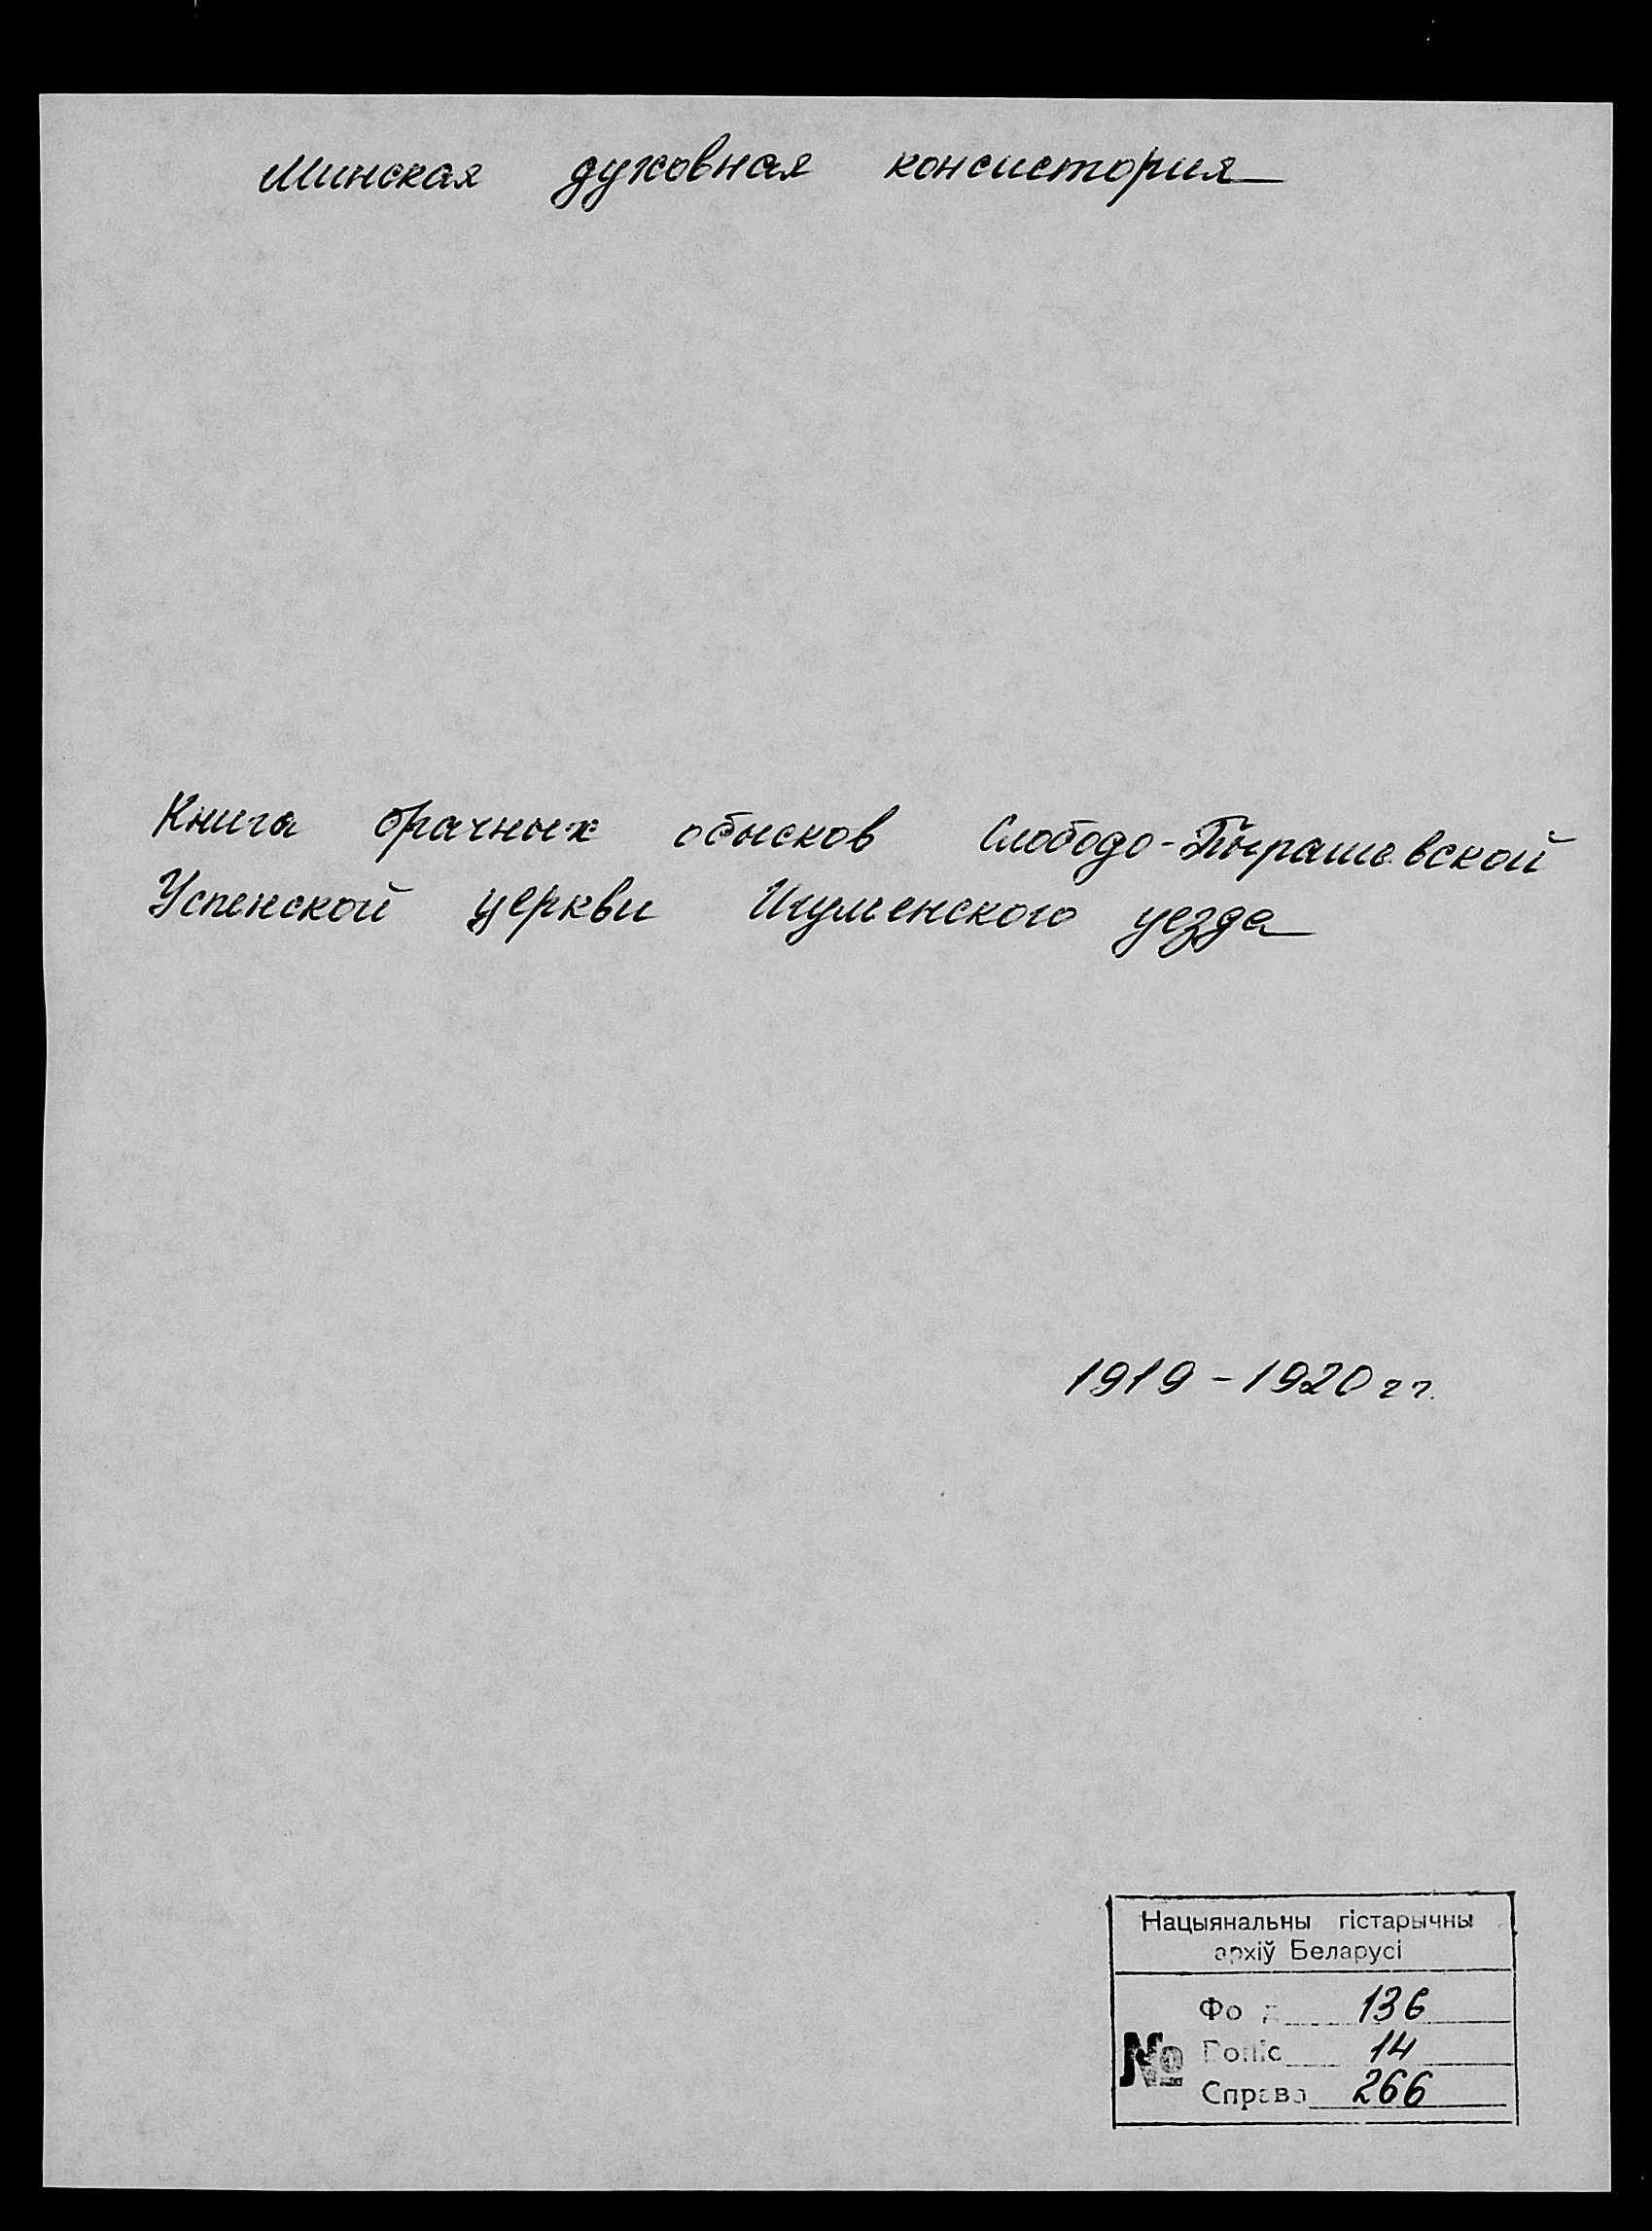 Минская духовная консистория
Книга брачных обысков Слободо-Пырашевской
Успенской церкви Игуменского уезда
1919-1920 гг.
Нацыянальны гістарычны
архіў Беларусі
Фонд 136
№ Вопіс 14
Справа 266